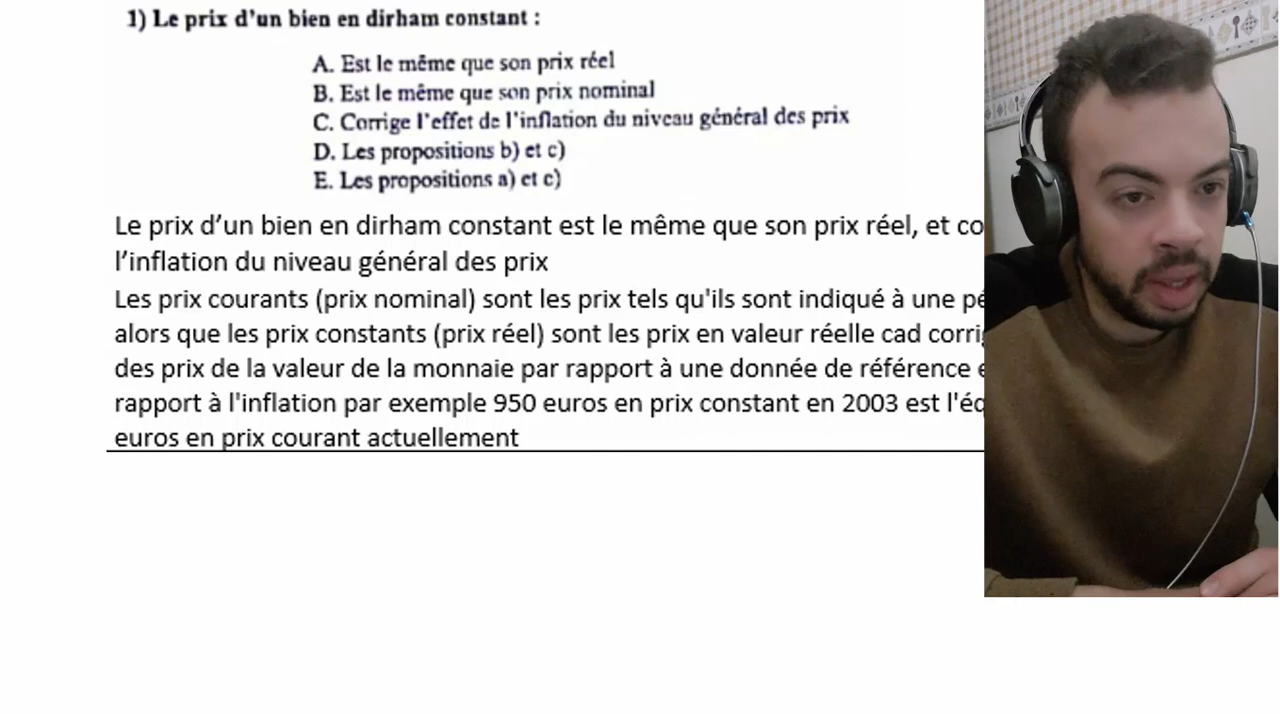 1) Le prix d'un bien en dirham constant :
A. Est le même que son prix réel
B. Est le même que son prix nominal
C. Corrige l'effet de l'inflation du niveau général des prix
D. Les propositions b) et c)
E. Les propositions a) et c)
Le prix d’un bien en dirham constant est le même que son prix réel, et
l’inflation du niveau général des prix
Les prix courants (prix nominal) sont les prix tels qu'ils sont indiqué à une
alors que les prix constants (prix réel) sont les prix en valeur réelle cad
des prix de la valeur de la monnaie par rapport à une donnée de référence
rapport à l'inflation par exemple 950 euros en prix constant en 2003 est
euros en prix courant actuellement